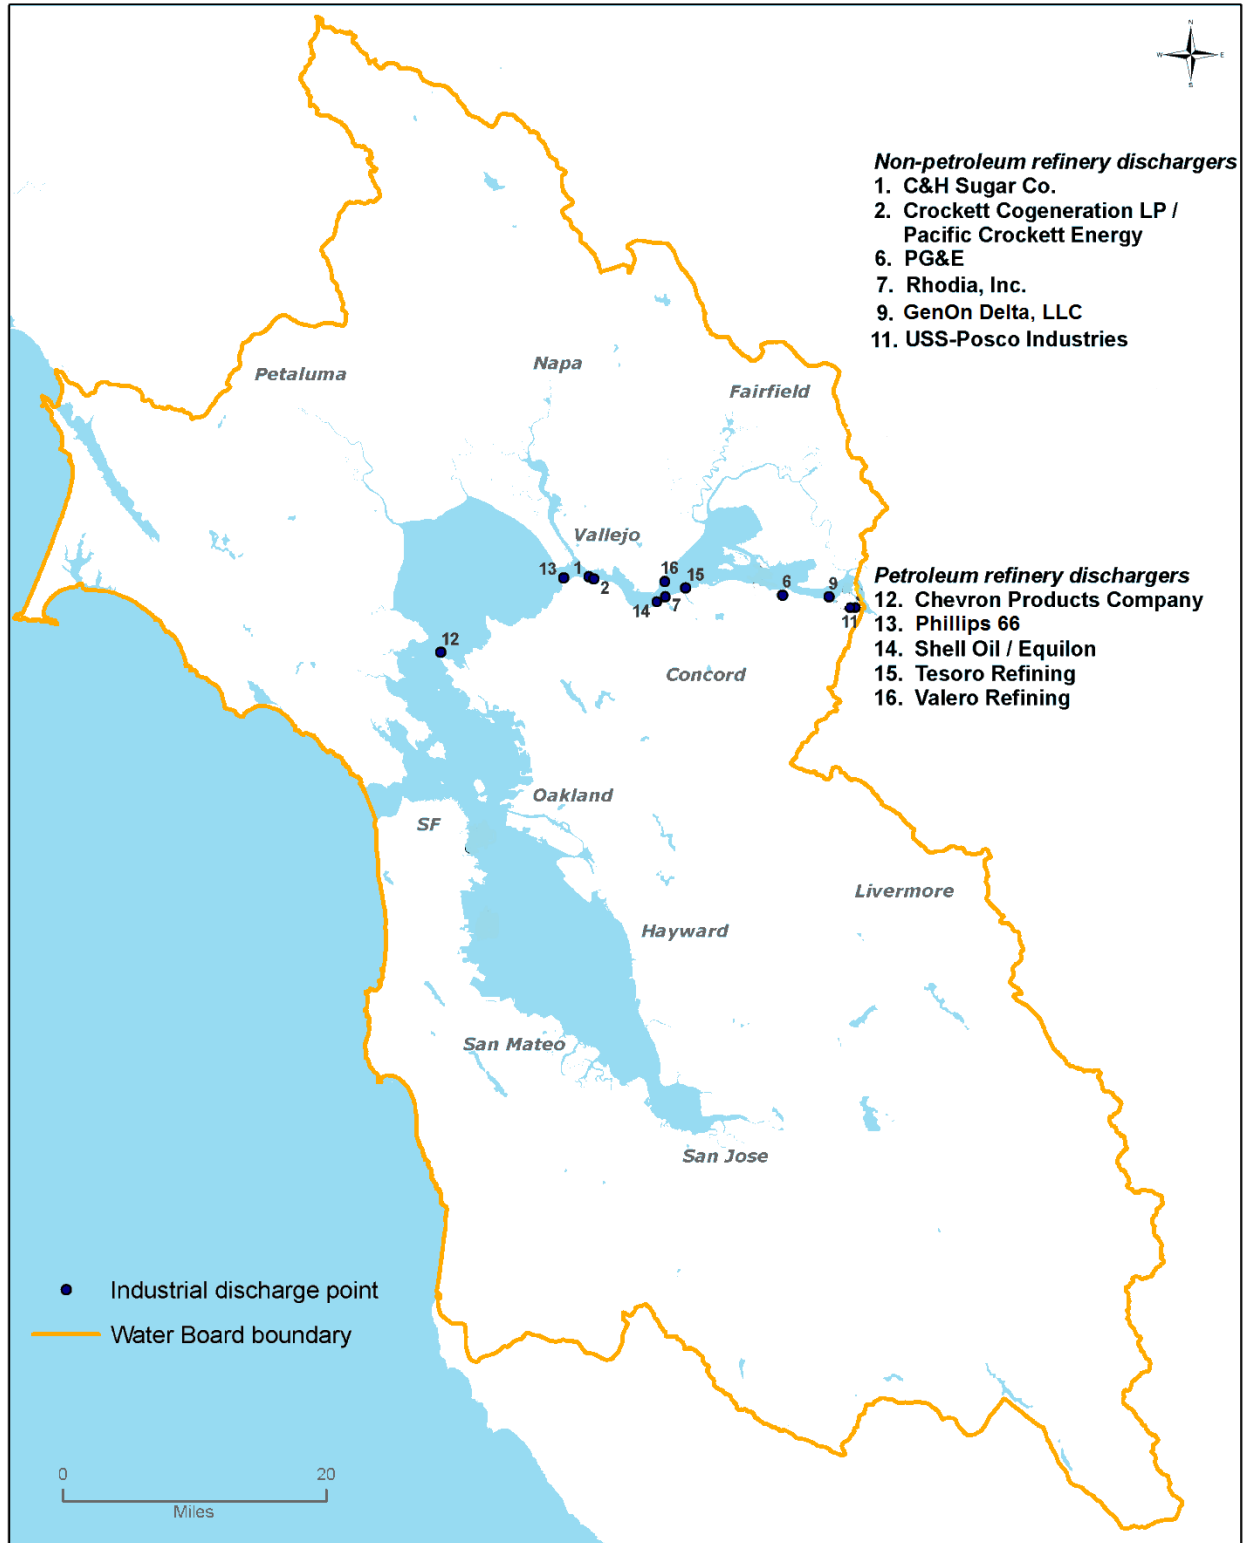 N
W E
S
Non-petroleum refinery dischargers
1. C&H Sugar Co.
2. Crockett Cogeneration LP /
Pacific Crockett Energy
6. PG&E
7. Rhodia, Inc.
9. GenOn Delta, LLC
11. USS-Posco Industries
Petaluma
Napa
Fairfield
Vallejo
13
1
2
16
15
14
7
6
9
11
Petroleum refinery dischargers
12. Chevron Products Company
13. Phillips 66
14. Shell Oil / Equilon
15. Tesoro Refining
16. Valero Refining
12
Concord
Oakland
SF
Livermore
Hayward
San Mateo
San Jose
Industrial discharge point
Water Board boundary
0 20
Miles